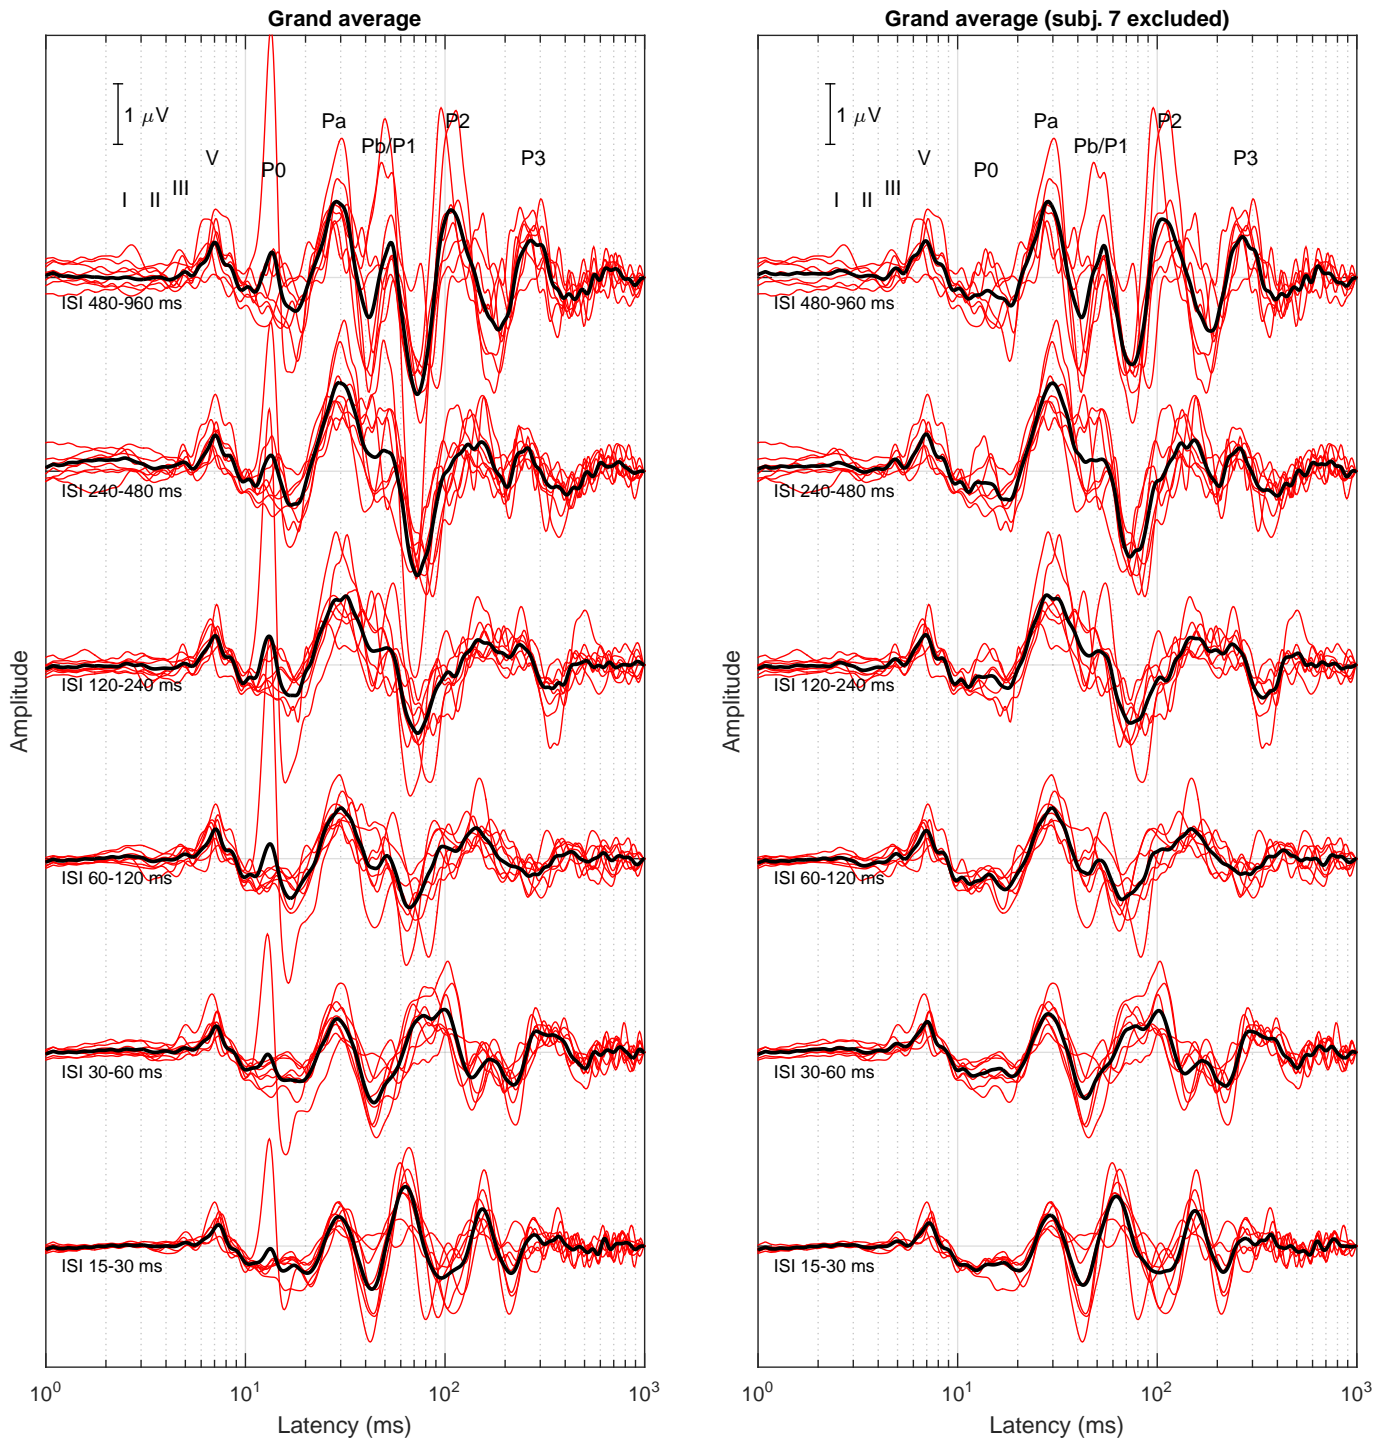 Grand average
1 μV
Pa
P2
Pb/P1
V
P3
P0
III
I
II
ISI 480-960 ms
ISI 240-480 ms
ISI 120-240 ms
ISI 60-120 ms
ISI 30-60 ms
ISI 15-30 ms
Amplitude
10^0 10^1 10^2 10^3
Latency (ms)
Grand average (subj. 7 excluded)
1 μV
Pa
P2
Pb/P1
V
P3
P0
III
I
II
ISI 480-960 ms
ISI 240-480 ms
ISI 120-240 ms
ISI 60-120 ms
ISI 30-60 ms
ISI 15-30 ms
Amplitude
10^0 10^1 10^2 10^3
Latency (ms)